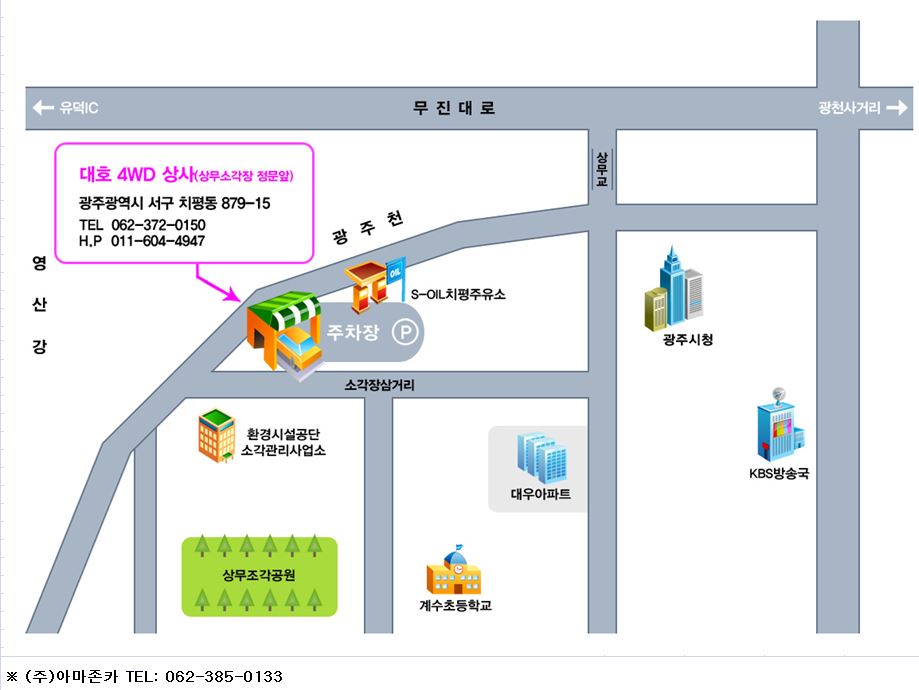 ← 유덕IC
무 진 대 로
광천사거리 →
상무교
대호 4WD 상사(상무소각장 정문앞)
광주광역시 서구 치평동 879-15
TEL 062-372-0150
H.P 011-604-4947
광 주 천
영 산 강
OIL
S-OIL치평주유소
주차장 P
광주시청
소각장삼거리
환경시설공단
소각관리사업소
대우아파트
KBS방송국
상무조각공원
계수초등학교
※ (주)아마존카 TEL: 062-385-0133